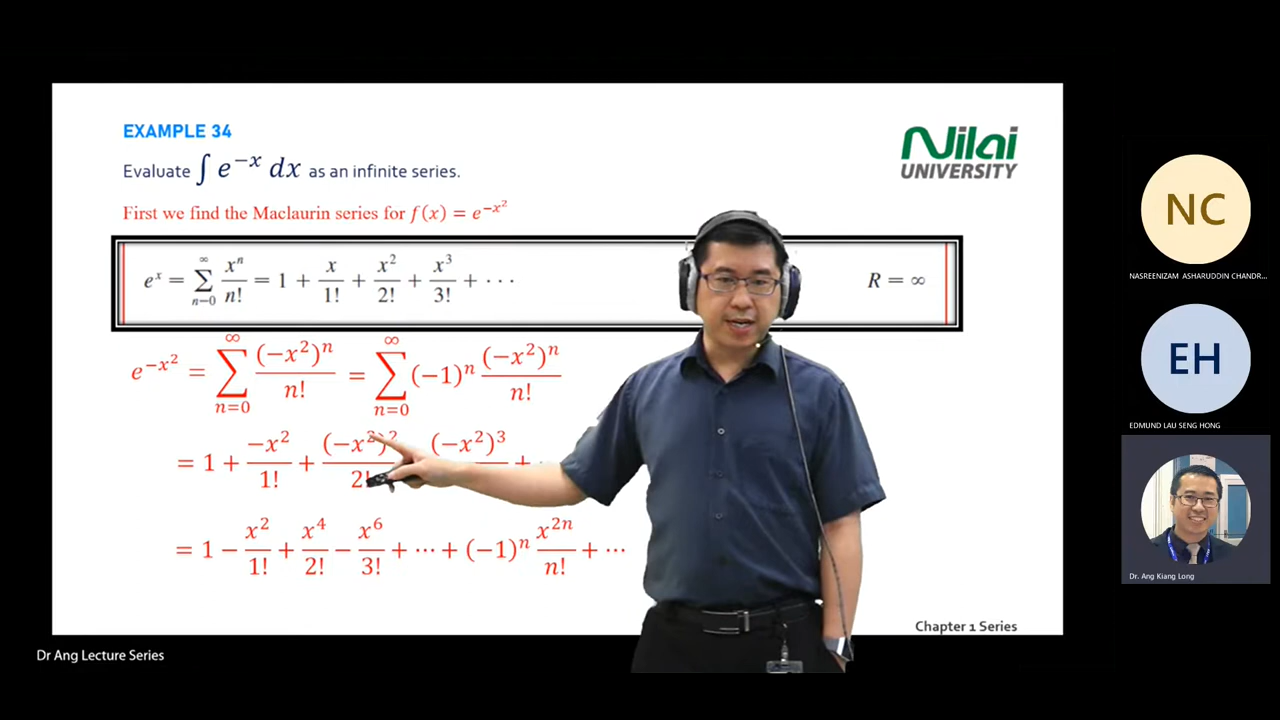 EXAMPLE 34
Evaluate ∫ e^{-x} dx as an infinite series.
Nilai
UNIVERSITY
First we find the Maclaurin series for f(x) = e^{-x^2}
e^x = ∑_{n=0}^{∞} x^n/n! = 1 + x/1! + x^2/2! + x^3/3! + ··· R = ∞
e^{-x^2} = ∑_{n=0}^{∞} (-x^2)^n/n! = ∑_{n=0}^{∞} (-1)^n (-x^2)^n/n!
= 1 + -x^2/1! + (-x^2)^2/2! (-x^2)^3 +
= 1 - x^2/1! + x^4/2! - x^6/3! + ··· + (-1)^n x^{2n}/n! + ···
Chapter 1 Series
Dr Ang Lecture Series
NC
NASREENIZAM ASHARUDDIN CHANDR...
EH
EDMUND LAU SENG HONG
Dr. Ang Kiang Long